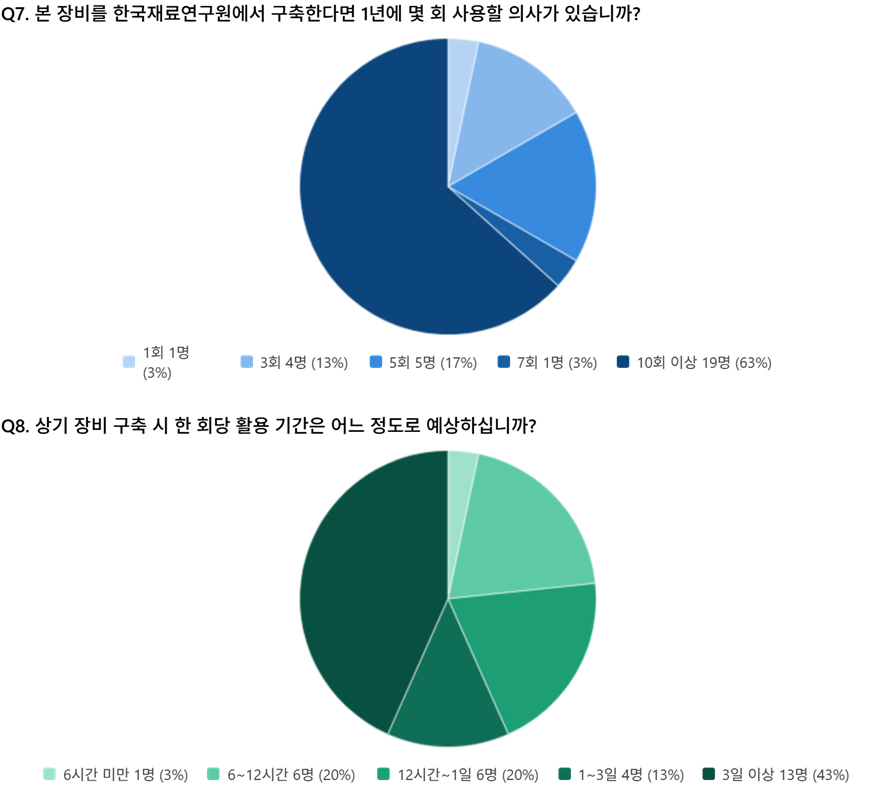 Q7. 본 장비를 한국재료연구원에서 구축한다면 1년에 몇 회 사용할 의사가 있습니까?
1회 1명
(3%)
3회 4명 (13%)
5회 5명 (17%)
7회 1명 (3%)
10회 이상 19명 (63%)
Q8. 상기 장비 구축 시 한 회당 활용 기간은 어느 정도로 예상하십니까?
6시간 미만 1명 (3%)
6~12시간 6명 (20%)
12시간~1일 6명 (20%)
1~3일 4명 (13%)
3일 이상 13명 (43%)